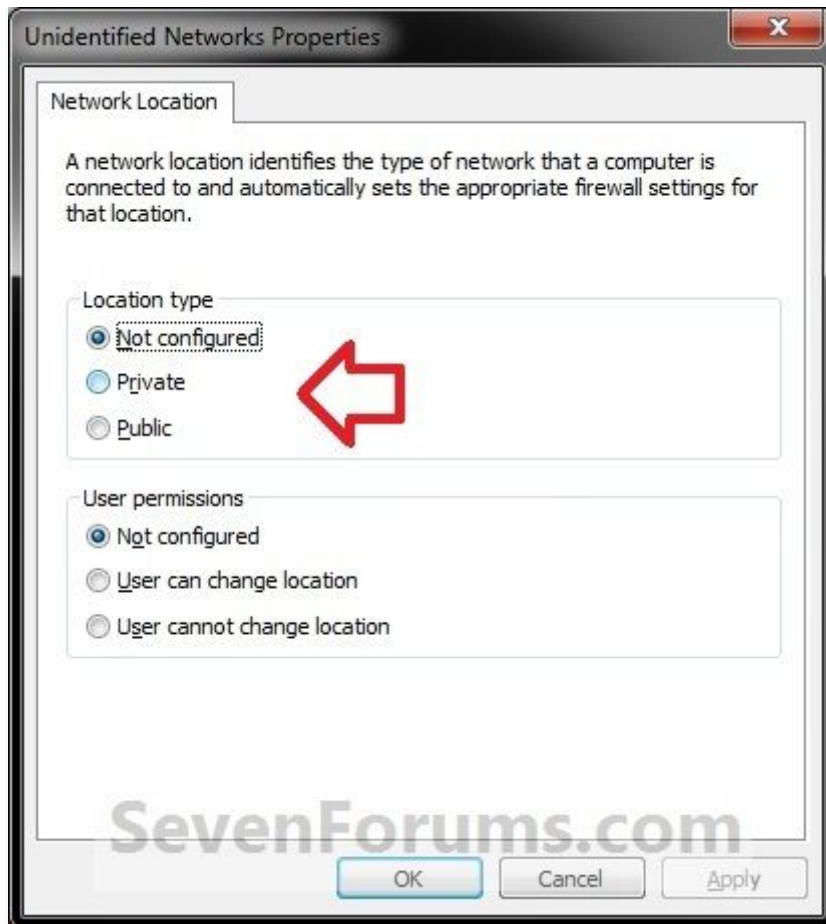 Unidentified Networks Properties
Network Location
A network location identifies the type of network that a computer is
connected to and automatically sets the appropriate firewall settings for
that location.
Location type
Not configured
Private
Public
User permissions
Not configured
User can change location
User cannot change location
SevenForums.com
OK Cancel Apply